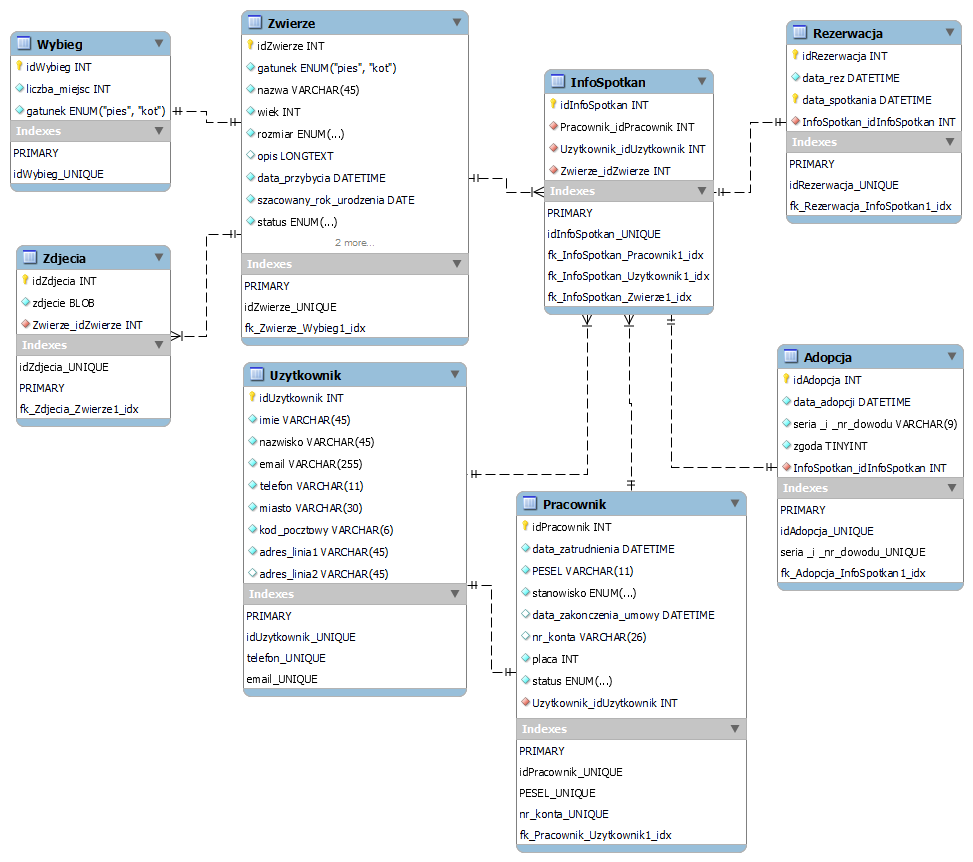 Wybieg
idWybieg INT
liczba_miejsc INT
gatunek ENUM("pies", "kot")
Indexes
PRIMARY
idWybieg_UNIQUE
Zdjecia
idZdjecia INT
zdjecie BLOB
Zwierze_idZwierze INT
Indexes
idZdjecia_UNIQUE
PRIMARY
fk_Zdjecia_Zwierze1_idx
Zwierze
idZwierze INT
gatunek ENUM("pies", "kot")
nazwa VARCHAR(45)
wiek INT
rozmiar ENUM(...)
opis LONGTEXT
data_przybycia DATETIME
szacowany_rok_urodzenia DATE
status ENUM(...)
2 more...
Indexes
PRIMARY
idZwierze_UNIQUE
fk_Zwierze_Wybieg1_idx
Uzytkownik
idUzytkownik INT
imie VARCHAR(45)
nazwisko VARCHAR(45)
email VARCHAR(255)
telefon VARCHAR(11)
miasto VARCHAR(30)
kod_pocztowy VARCHAR(6)
adres_linia1 VARCHAR(45)
adres_linia2 VARCHAR(45)
Indexes
PRIMARY
idUzytkownik_UNIQUE
telefon_UNIQUE
email_UNIQUE
InfoSpotkan
idInfoSpotkan INT
Pracownik_idPracownik INT
Uzytkownik_idUzytkownik INT
Zwierze_idZwierze INT
Indexes
PRIMARY
idInfoSpotkan_UNIQUE
fk_InfoSpotkan_Pracownik1_idx
fk_InfoSpotkan_Uzytkownik1_idx
fk_InfoSpotkan_Zwierze1_idx
Pracownik
idPracownik INT
data_zatrudnienia DATETIME
PESEL VARCHAR(11)
stanowisko ENUM(...)
data_zakonczenia_umowy DATETIME
nr_konta VARCHAR(26)
placa INT
status ENUM(...)
Uzytkownik_idUzytkownik INT
Indexes
PRIMARY
idPracownik_UNIQUE
PESEL_UNIQUE
nr_konta_UNIQUE
fk_Pracownik_Uzytkownik1_idx
Rezerwacja
idRezerwacja INT
data_rez DATETIME
data_spotkania DATETIME
InfoSpotkan_idInfoSpotkan INT
Indexes
PRIMARY
idRezerwacja_UNIQUE
fk_Rezerwacja_InfoSpotkan1_idx
Adopcja
idAdopcja INT
data_adopcji DATETIME
seria _i _nr_dowodu VARCHAR(9)
zgoda TINYINT
InfoSpotkan_idInfoSpotkan INT
Indexes
PRIMARY
idAdopcja_UNIQUE
seria _i _nr_dowodu_UNIQUE
fk_Adopcja_InfoSpotkan1_idx